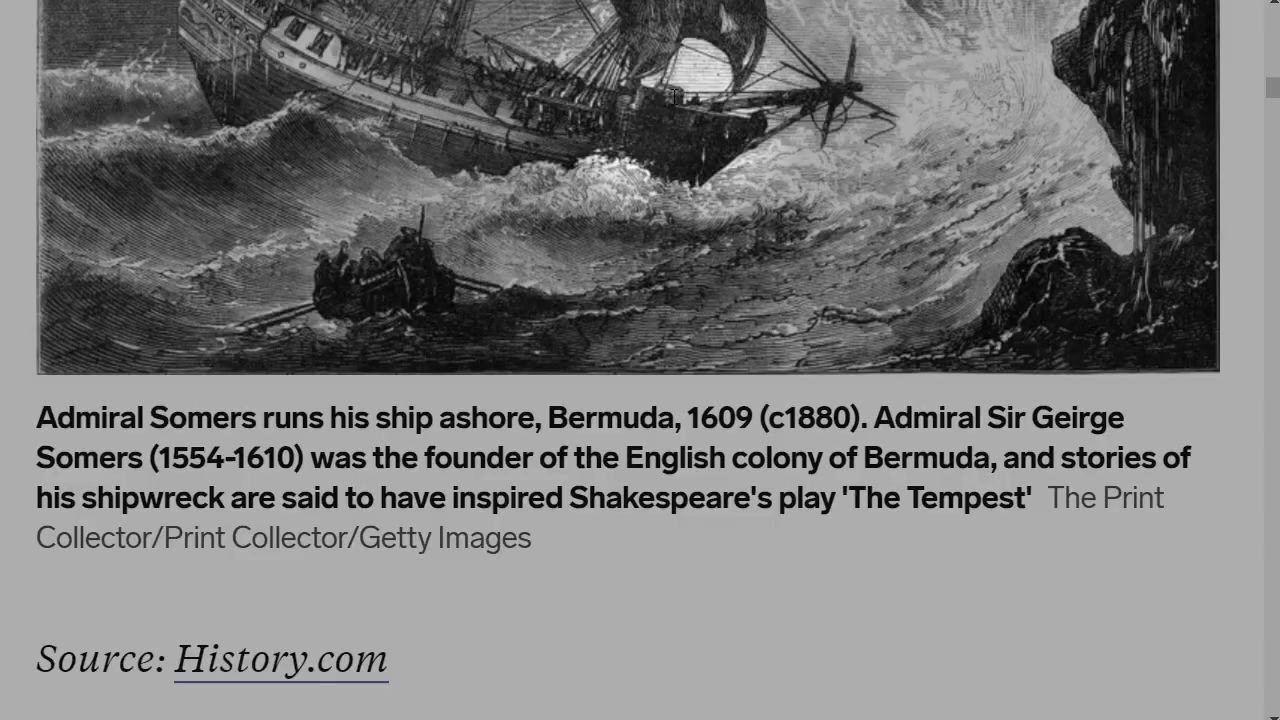 Admiral Somers runs his ship ashore, Bermuda, 1609 (c1880). Admiral Sir Geirge
Somers (1554-1610) was the founder of the English colony of Bermuda, and stories of
his shipwreck are said to have inspired Shakespeare's play 'The Tempest' The Print
Collector/Print Collector/Getty Images
Source: History.com